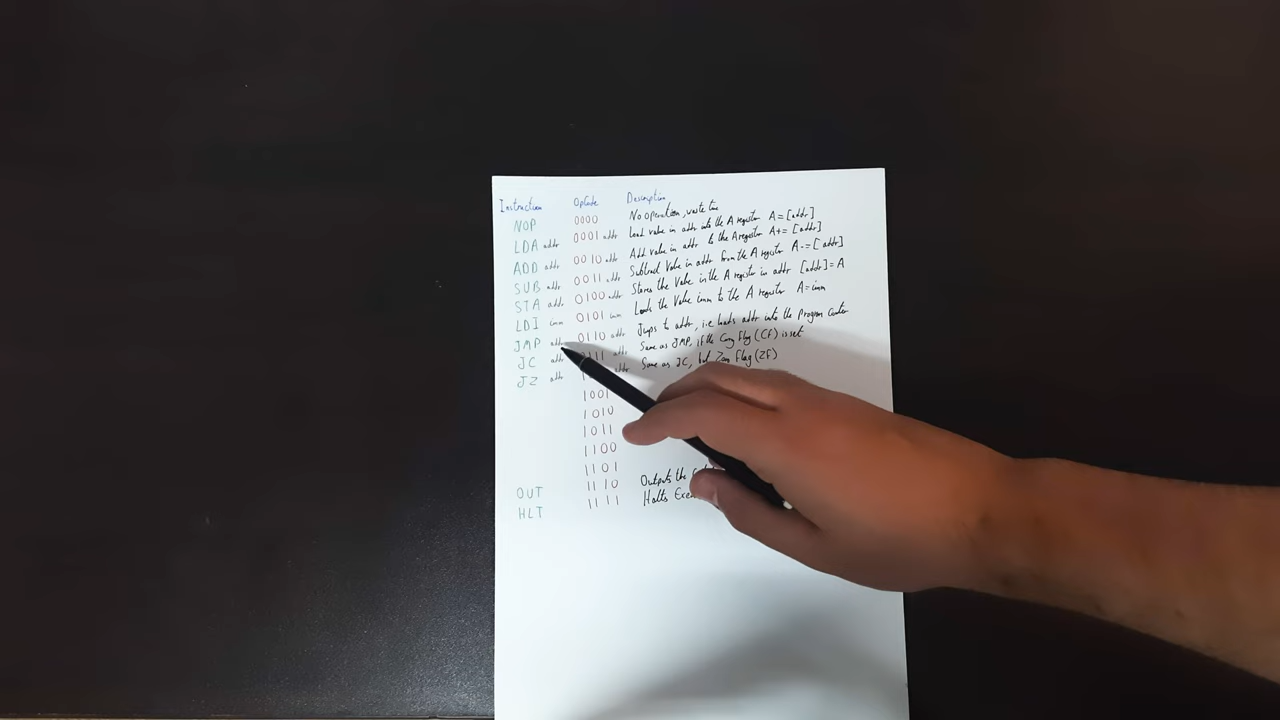 Instruction OpCode Description
NOP 0000 No operation, waste time
LDA addr 0001 addr Load value in addr into the A register A=[addr]
ADD addr 0010 addr Add value in addr to the A register A+=[addr]
SUB addr 0011 addr Subtract Value in addr from the A register A-=[addr]
STA addr 0100 addr Stores the Value in the A register in addr [addr]=A
LDI imm 0101 imm Loads the Value imm to the A register A=imm
JMP addr 0110 addr Jumps to addr, i.e. loads addr into the Program Counter
JC addr 0111 addr Same as JMP, if the Carry Flag (CF) is set
JZ addr addr Same as JC, but Zero Flag (ZF)
1001
1010
1011
1100
1101
OUT 1110 Outputs the
HLT 1111 Halts